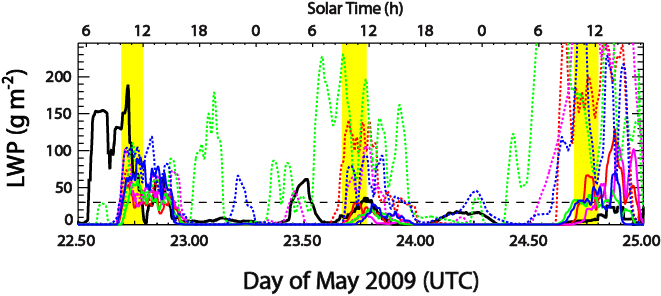 Solar Time (h)
6 12 18 0 6 12 18 0 6 12
LWP (g m-2)
200
150
100
50
0
22.50 23.00 23.50 24.00 24.50 25.00
Day of May 2009 (UTC)